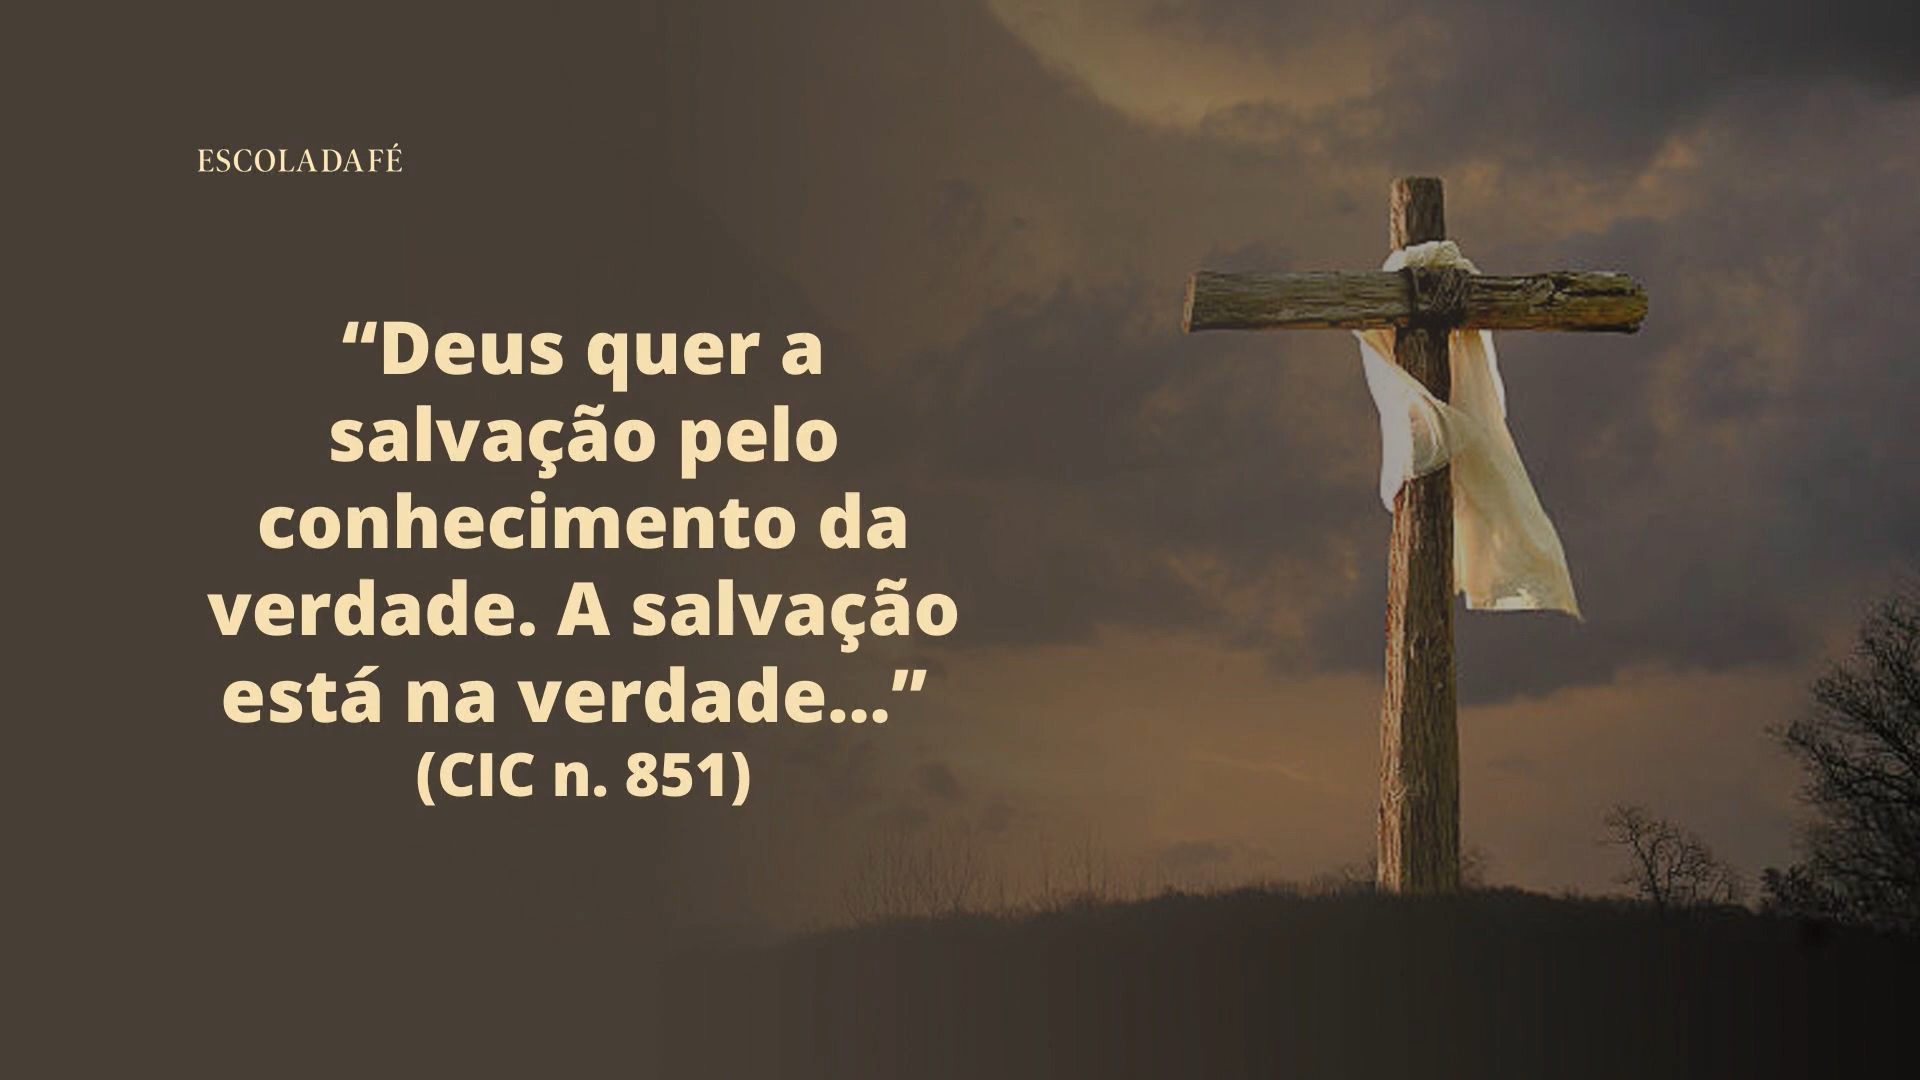 ESCOLADAFÉ
“Deus quer a
salvação pelo
conhecimento da
verdade. A salvação
está na verdade...”
(CIC n. 851)